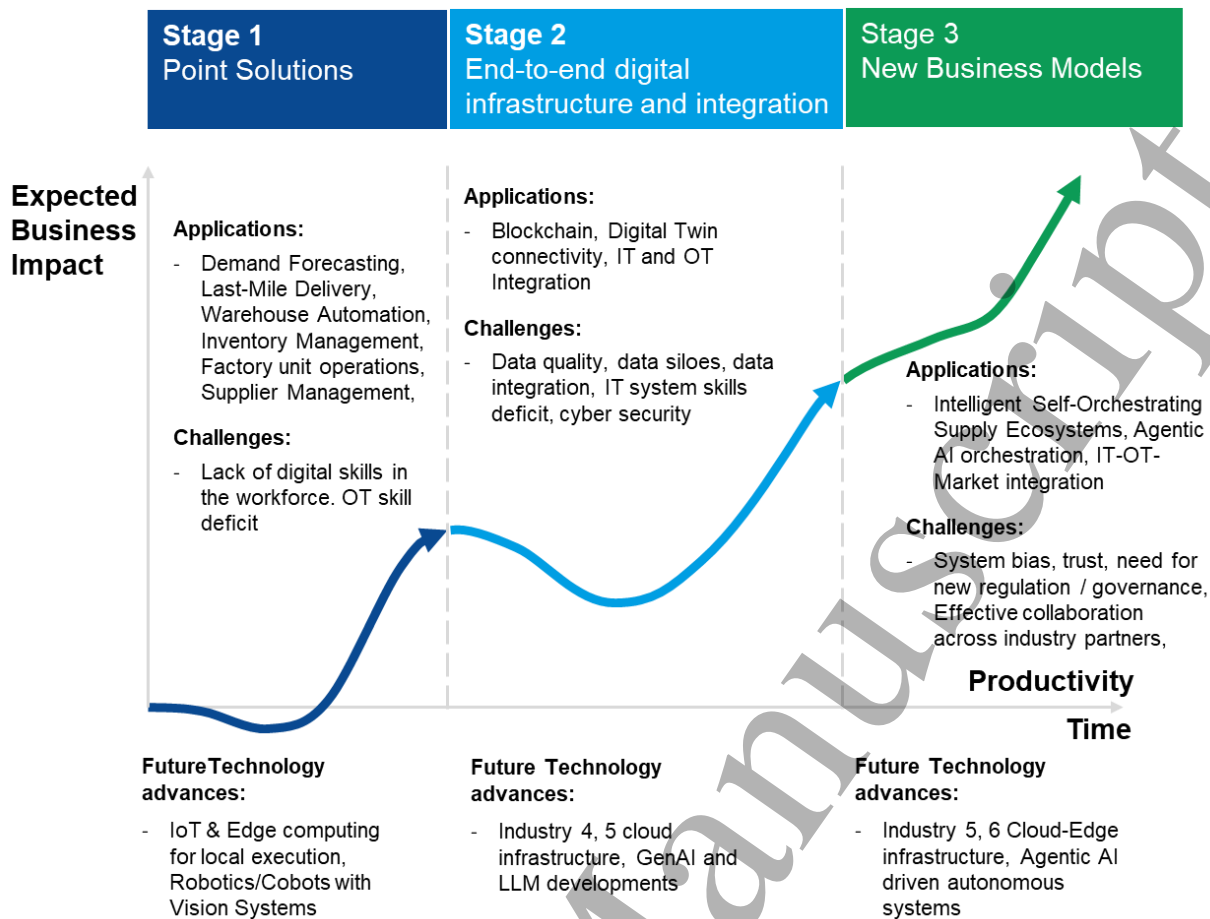 Stage 1
Point Solutions
Stage 2
End-to-end digital
infrastructure and integration
Stage 3
New Business Models
Expected
Business
Impact
Applications:
- Demand Forecasting,
Last-Mile Delivery,
Warehouse Automation,
Inventory Management,
Factory unit operations,
Supplier Management,
Challenges:
- Lack of digital skills in
the workforce. OT skill
deficit
Applications:
- Blockchain, Digital Twin
connectivity, IT and OT
Integration
Challenges:
- Data quality, data siloes, data
integration, IT system skills
deficit, cyber security
Applications:
- Intelligent Self-Orchestrating
Supply Ecosystems, Agentic
AI orchestration, IT-OT-
Market integration
Challenges:
- System bias, trust, need for
new regulation / governance,
Effective collaboration
across industry partners,
Productivity
Time
Future Technology
advances:
- IoT & Edge computing
for local execution,
Robotics/Cobots with
Vision Systems
Future Technology
advances:
- Industry 4, 5 cloud
infrastructure, GenAI and
LLM developments
Future Technology
advances:
- Industry 5, 6 Cloud-Edge
infrastructure, Agentic AI
driven autonomous
systems
Manuscript